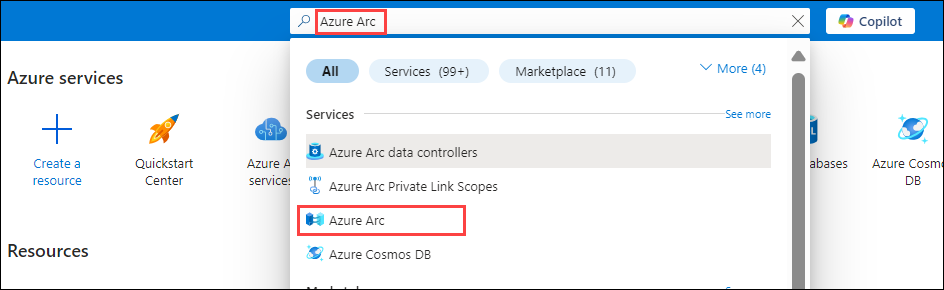 Azure Arc
Copilot
All
Services (99+)
Marketplace (11)
More (4)
Azure services
Services
See more
Create a resource
Quickstart Center
Azure A
services
Azure Arc data controllers
Azure Arc Private Link Scopes
Azure Arc
Azure Cosmos DB
abases
Azure Cosmos DB
Resources